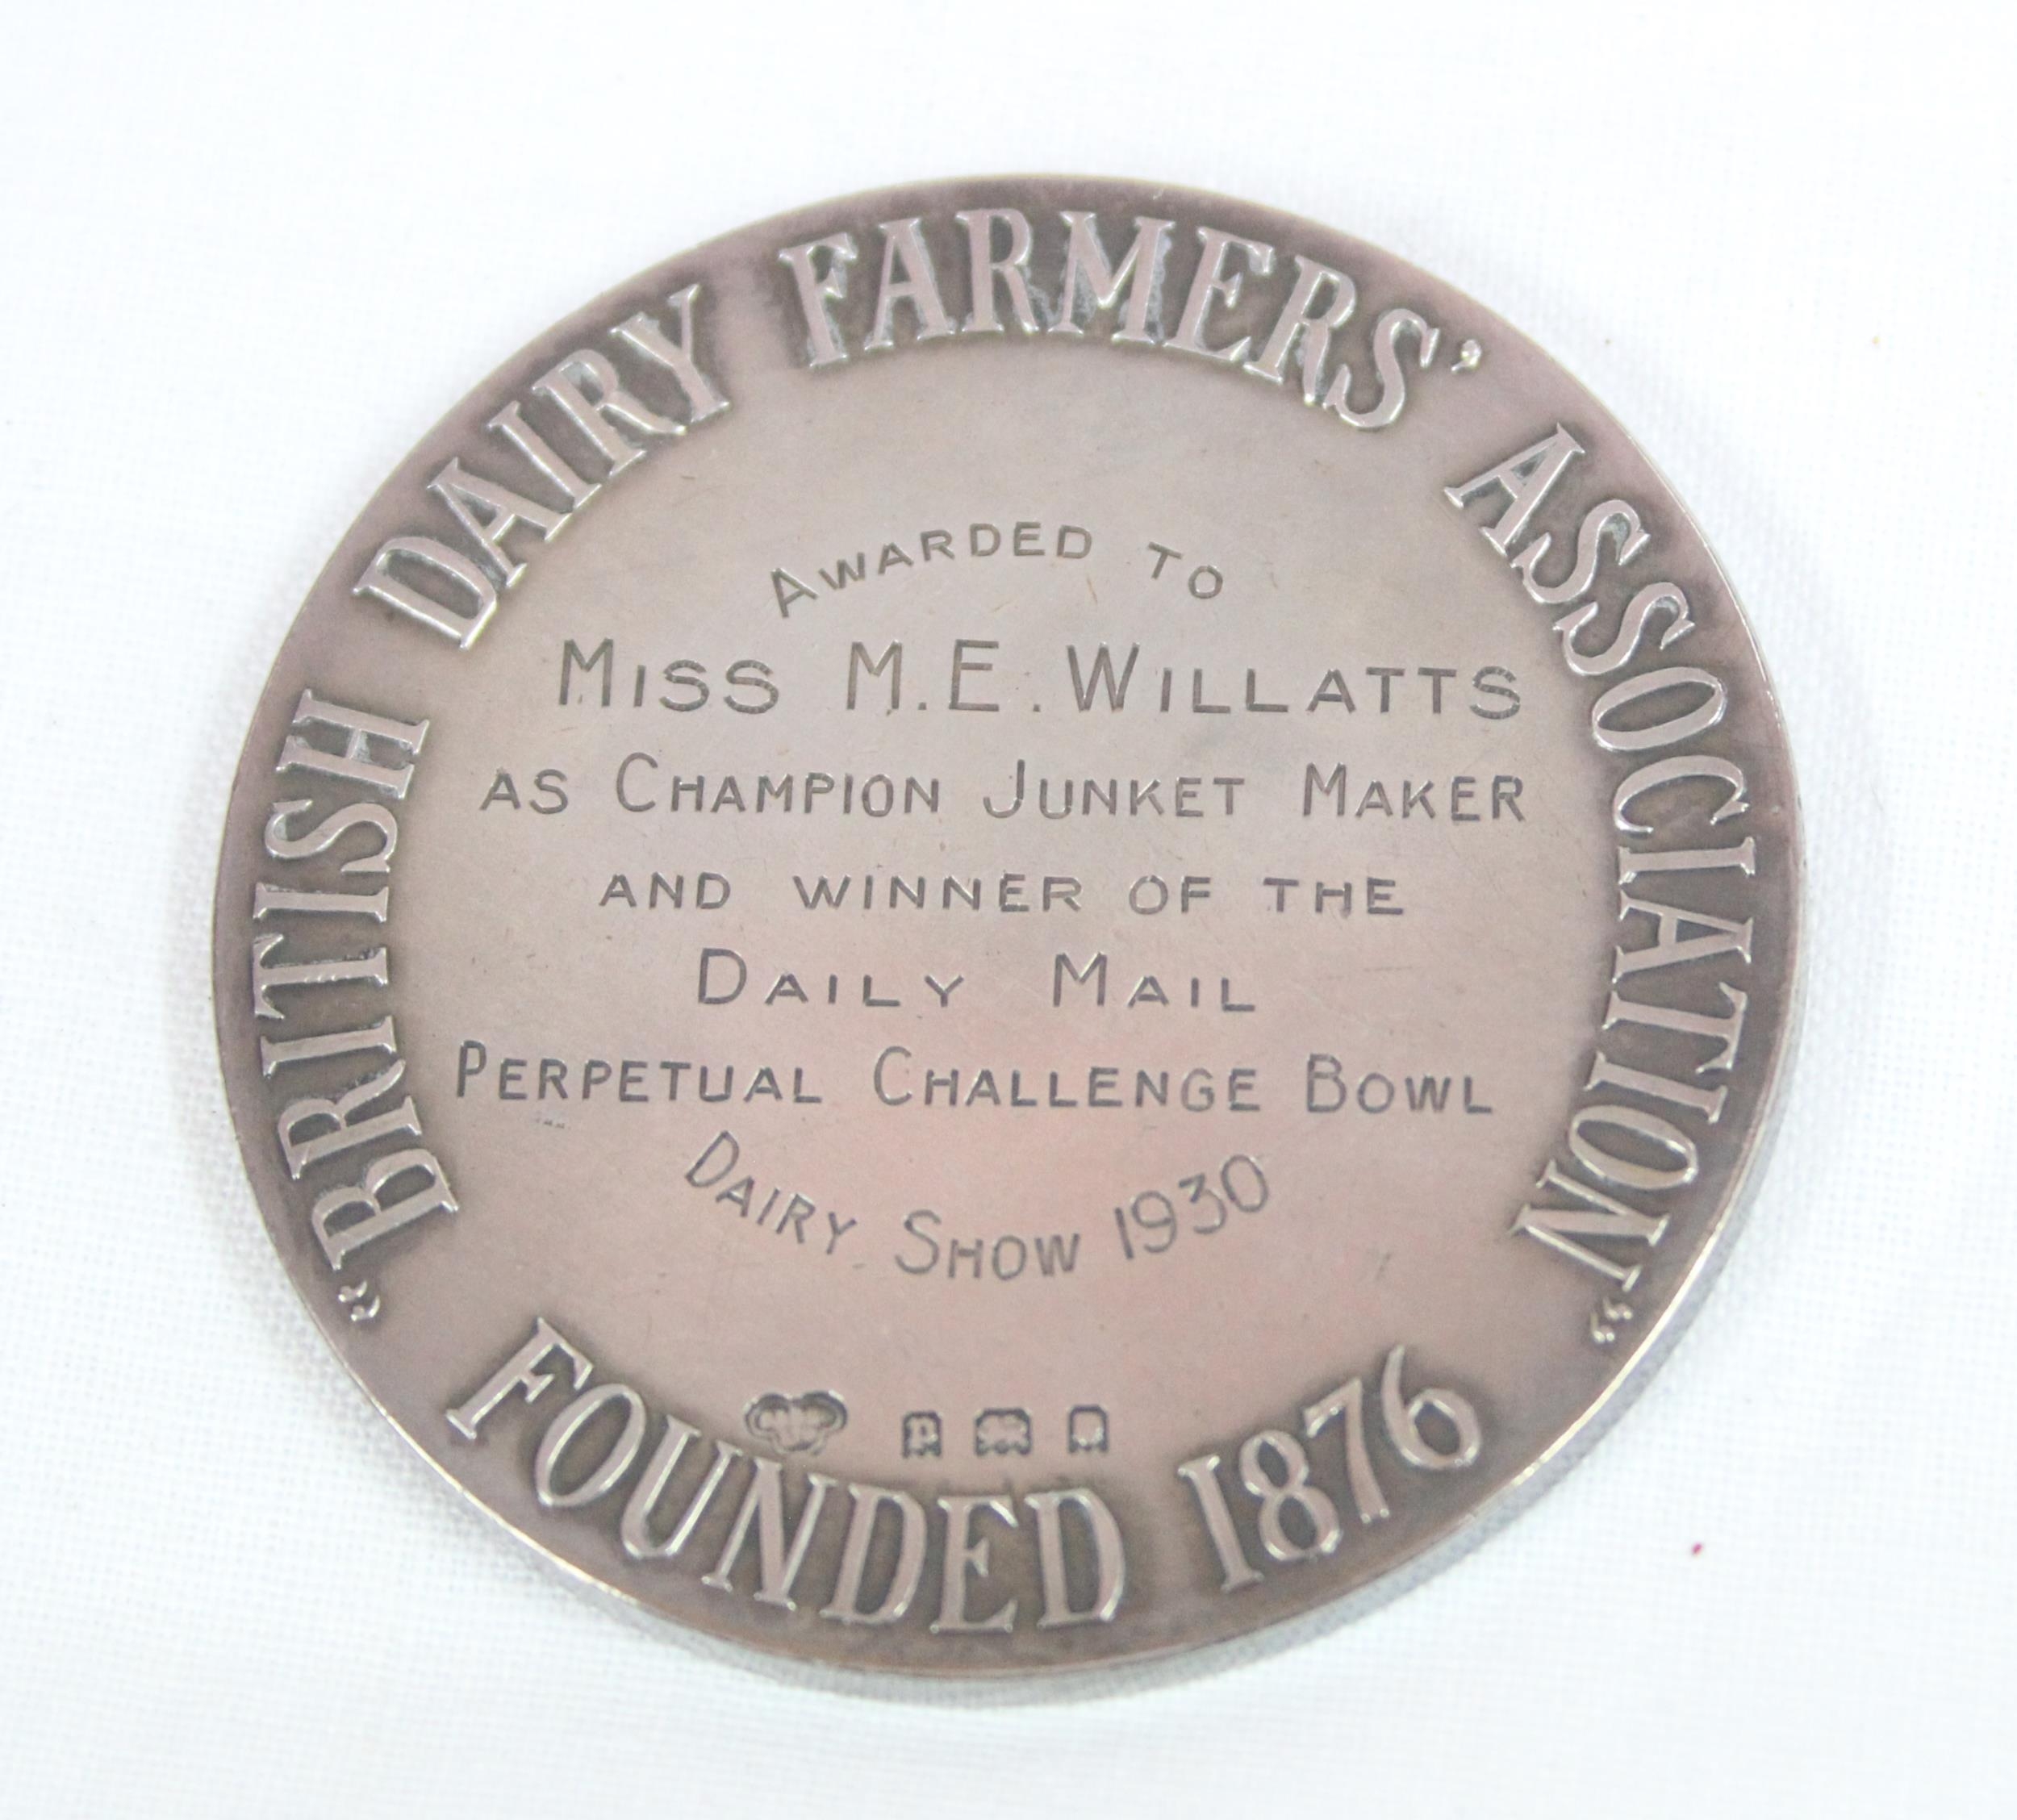 “BRITISH DAIRY FARMERS’ ASSOCIATION“
AWARDED TO
MISS M.E. WILLATTS
AS CHAMPION JUNKET MAKER
AND WINNER OF THE
DAILY MAIL
PERPETUAL CHALLENGE BOWL
DAIRY SHOW 1930
FOUNDED 1876